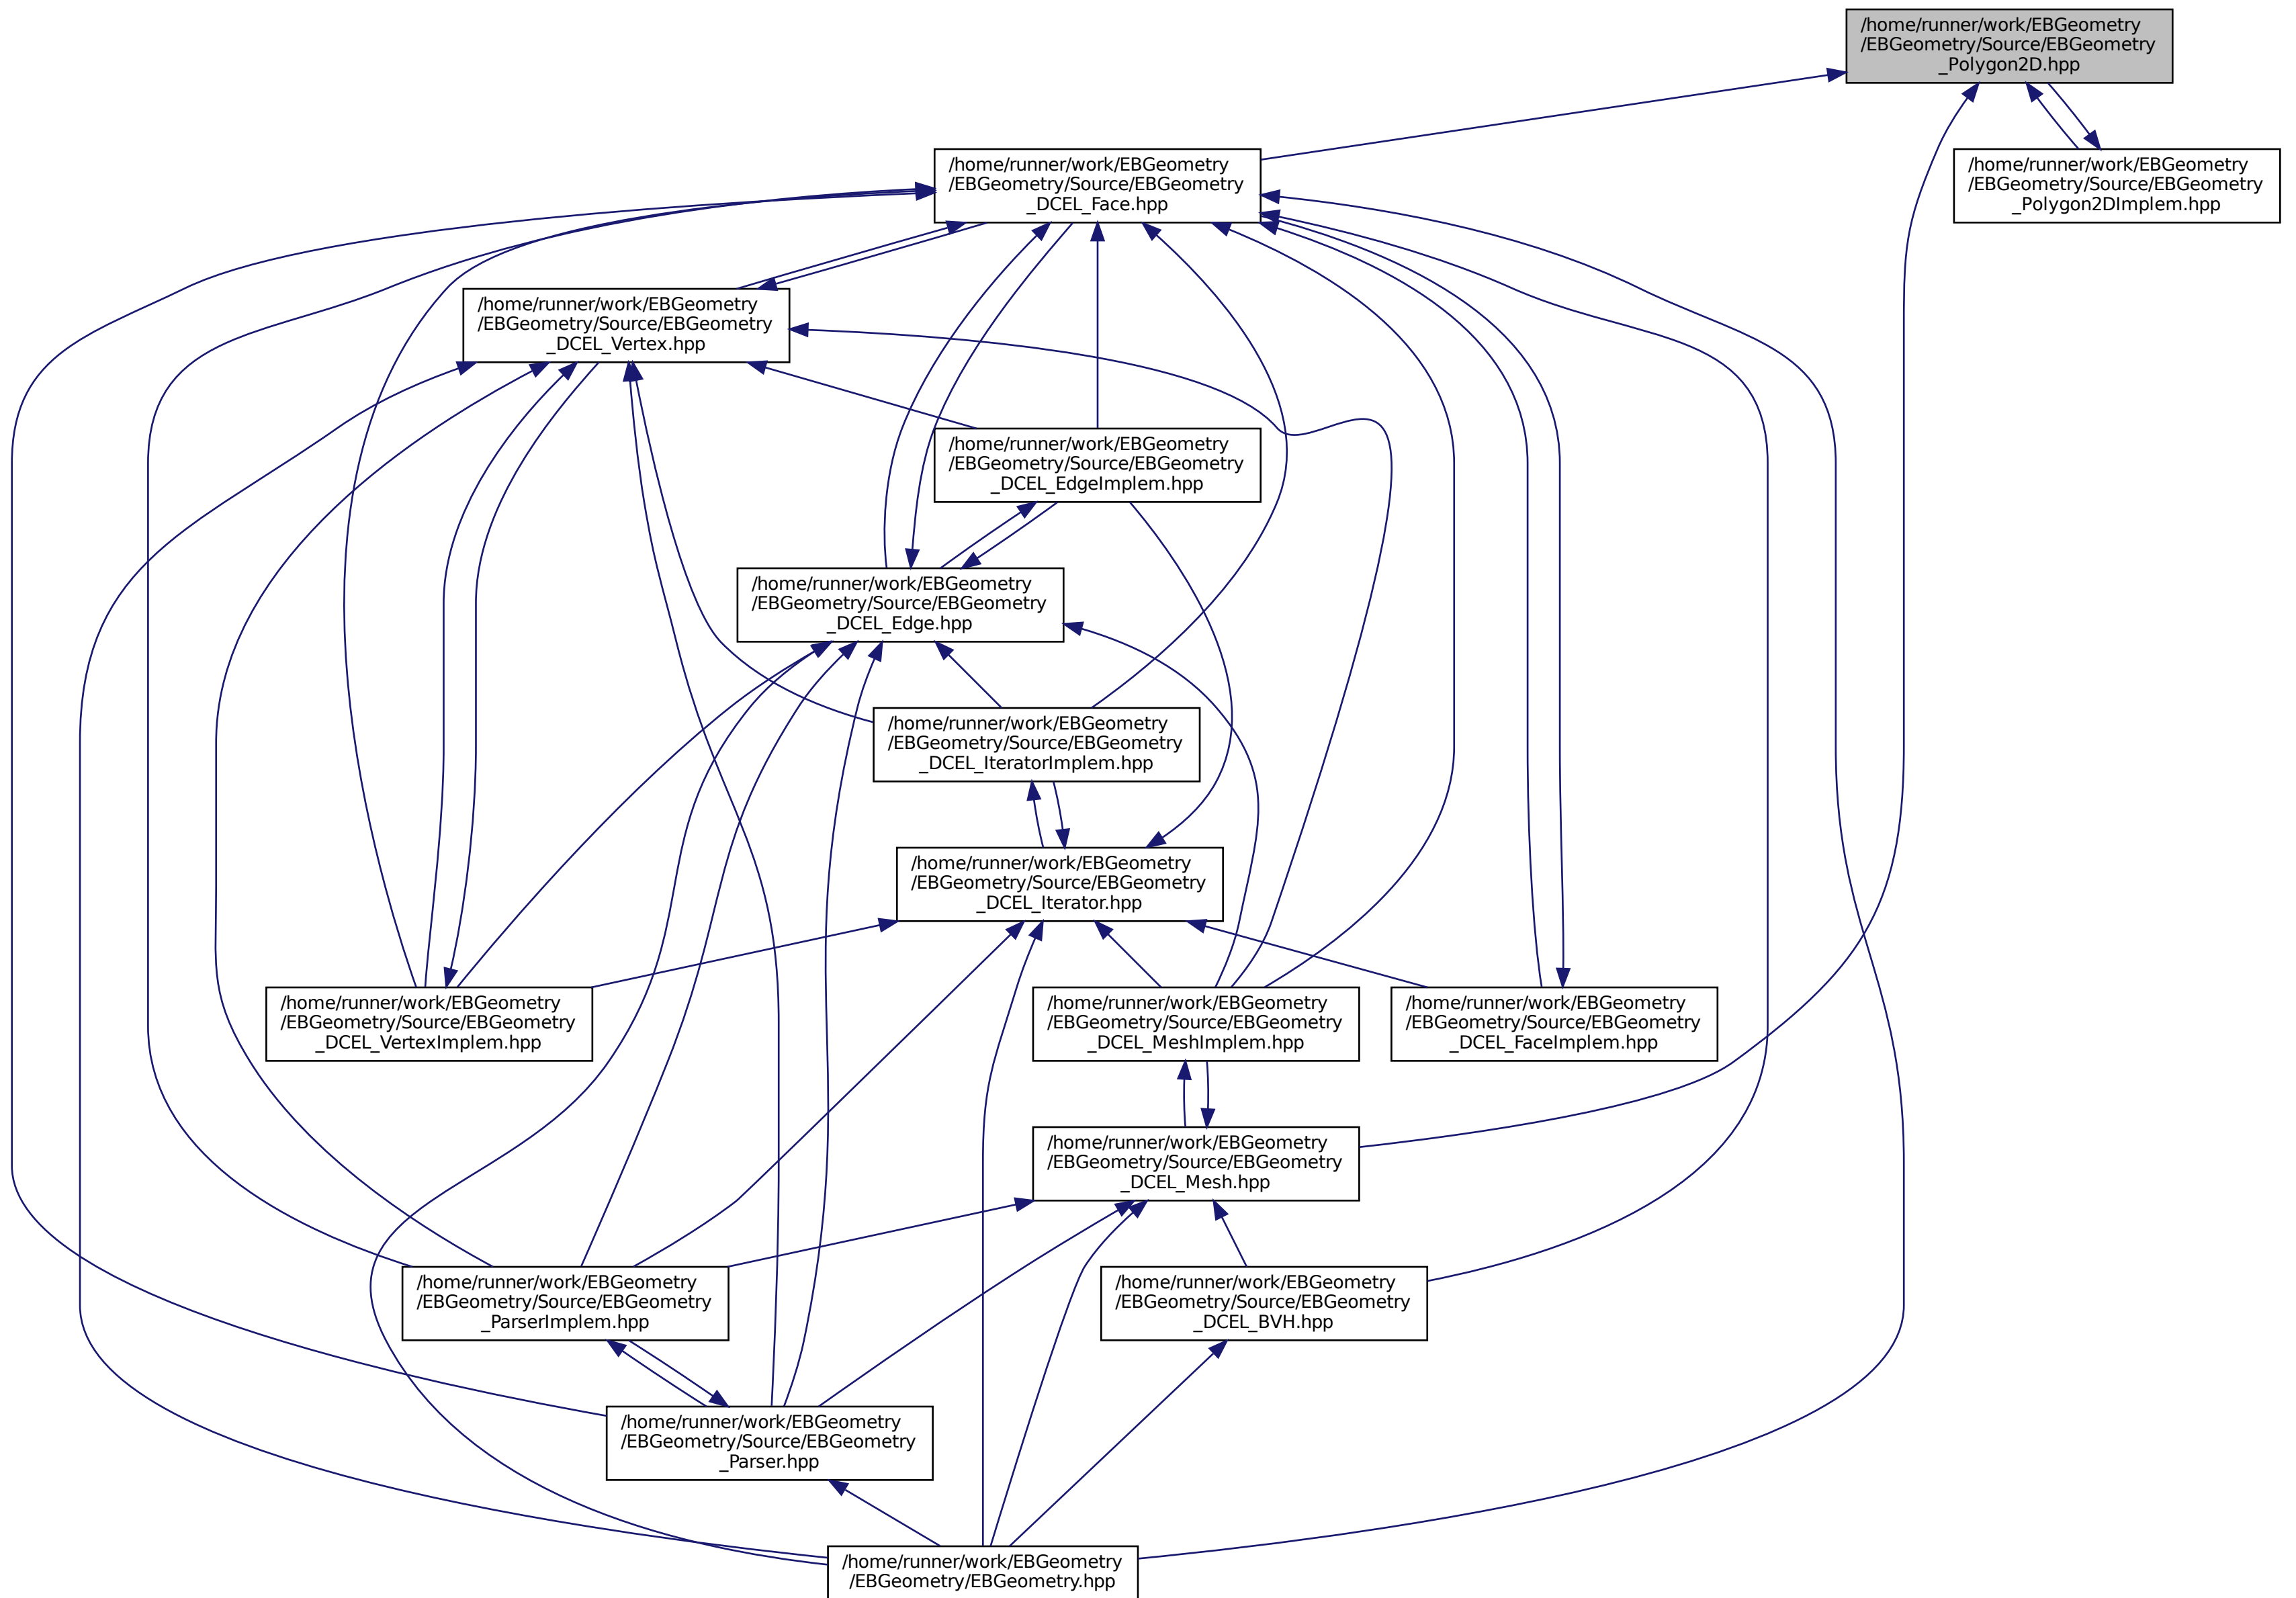 /home/runner/work/EBGeometry
/EBGeometry/Source/EBGeometry
_Polygon2D.hpp
/home/runner/work/EBGeometry
/EBGeometry/Source/EBGeometry
_DCEL_Face.hpp
/home/runner/work/EBGeometry
/EBGeometry/Source/EBGeometry
_Polygon2DImplem.hpp
/home/runner/work/EBGeometry
/EBGeometry/Source/EBGeometry
_DCEL_Vertex.hpp
/home/runner/work/EBGeometry
/EBGeometry/Source/EBGeometry
_DCEL_EdgeImplem.hpp
/home/runner/work/EBGeometry
/EBGeometry/Source/EBGeometry
_DCEL_Edge.hpp
/home/runner/work/EBGeometry
/EBGeometry/Source/EBGeometry
_DCEL_IteratorImplem.hpp
/home/runner/work/EBGeometry
/EBGeometry/Source/EBGeometry
_DCEL_Iterator.hpp
/home/runner/work/EBGeometry
/EBGeometry/Source/EBGeometry
_DCEL_VertexImplem.hpp
/home/runner/work/EBGeometry
/EBGeometry/Source/EBGeometry
_DCEL_MeshImplem.hpp
/home/runner/work/EBGeometry
/EBGeometry/Source/EBGeometry
_DCEL_FaceImplem.hpp
/home/runner/work/EBGeometry
/EBGeometry/Source/EBGeometry
_DCEL_Mesh.hpp
/home/runner/work/EBGeometry
/EBGeometry/Source/EBGeometry
_ParserImplem.hpp
/home/runner/work/EBGeometry
/EBGeometry/Source/EBGeometry
_DCEL_BVH.hpp
/home/runner/work/EBGeometry
/EBGeometry/Source/EBGeometry
_Parser.hpp
/home/runner/work/EBGeometry
/EBGeometry/EBGeometry.hpp